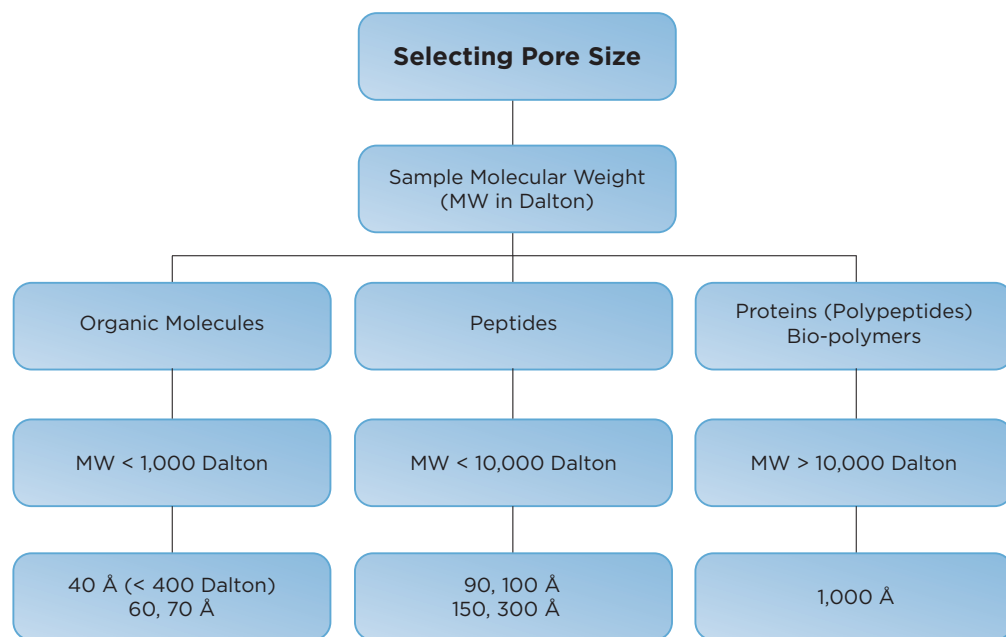 Selecting Pore Size
Sample Molecular Weight
(MW in Dalton)
Organic Molecules
Peptides
Proteins (Polypeptides)
Bio-polymers
MW < 1,000 Dalton
MW < 10,000 Dalton
MW > 10,000 Dalton
40 Å (< 400 Dalton)
60, 70 Å
90, 100 Å
150, 300 Å
1,000 Å